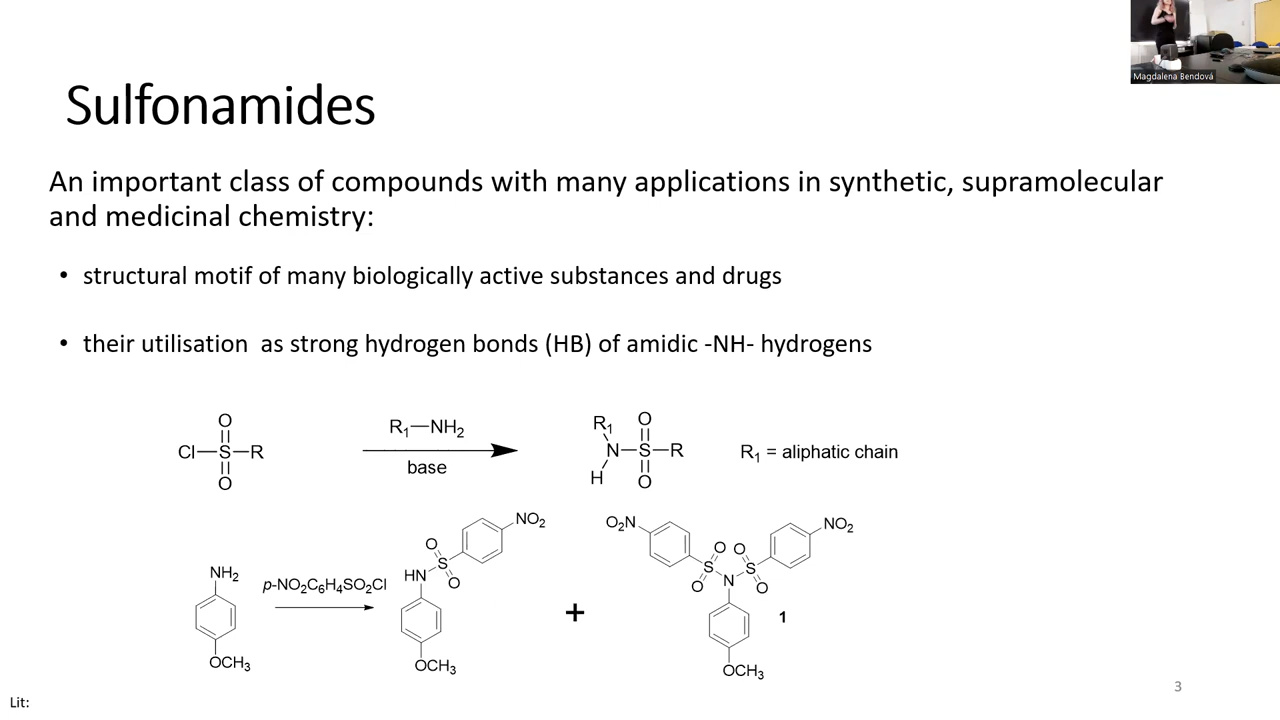 Magdalena Bendová
Sulfonamides
An important class of compounds with many applications in synthetic, supramolecular
and medicinal chemistry:
• structural motif of many biologically active substances and drugs
• their utilisation as strong hydrogen bonds (HB) of amidic -NH- hydrogens
O
Cl—S—R
O
R₁—NH₂
base
R₁ O
N—S—R
H O
R₁ = aliphatic chain
NH₂
OCH₃
p-NO₂C₆H₄SO₂Cl
NO₂
O
S
HN O
OCH₃
+
O₂N NO₂
O O
S S
O N O
1
OCH₃
3
Lit: